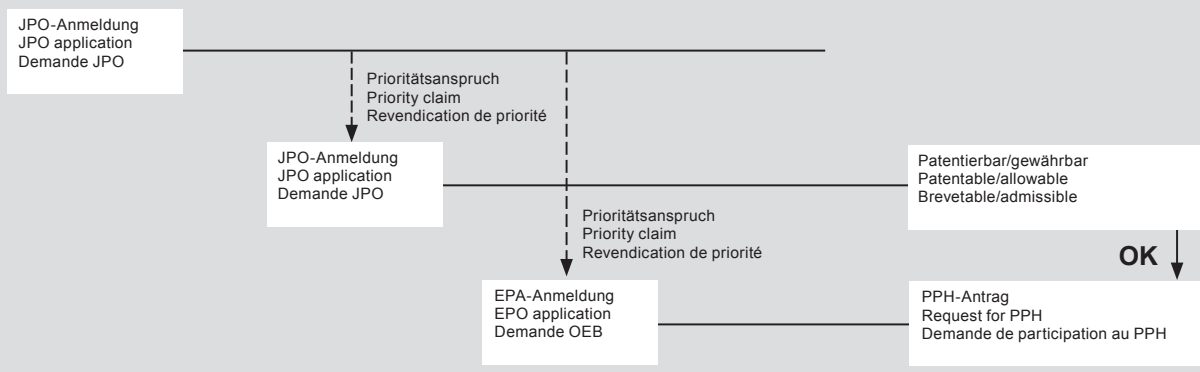 JPO-Anmeldung
JPO application
Demande JPO
Prioritätsanspruch
Priority claim
Revendication de priorité
JPO-Anmeldung
JPO application
Demande JPO
Patentierbar/gewährbar
Patentable/allowable
Brevetable/admissible
Prioritätsanspruch
Priority claim
Revendication de priorité
OK
EPA-Anmeldung
EPO application
Demande OEB
PPH-Antrag
Request for PPH
Demande de participation au PPH